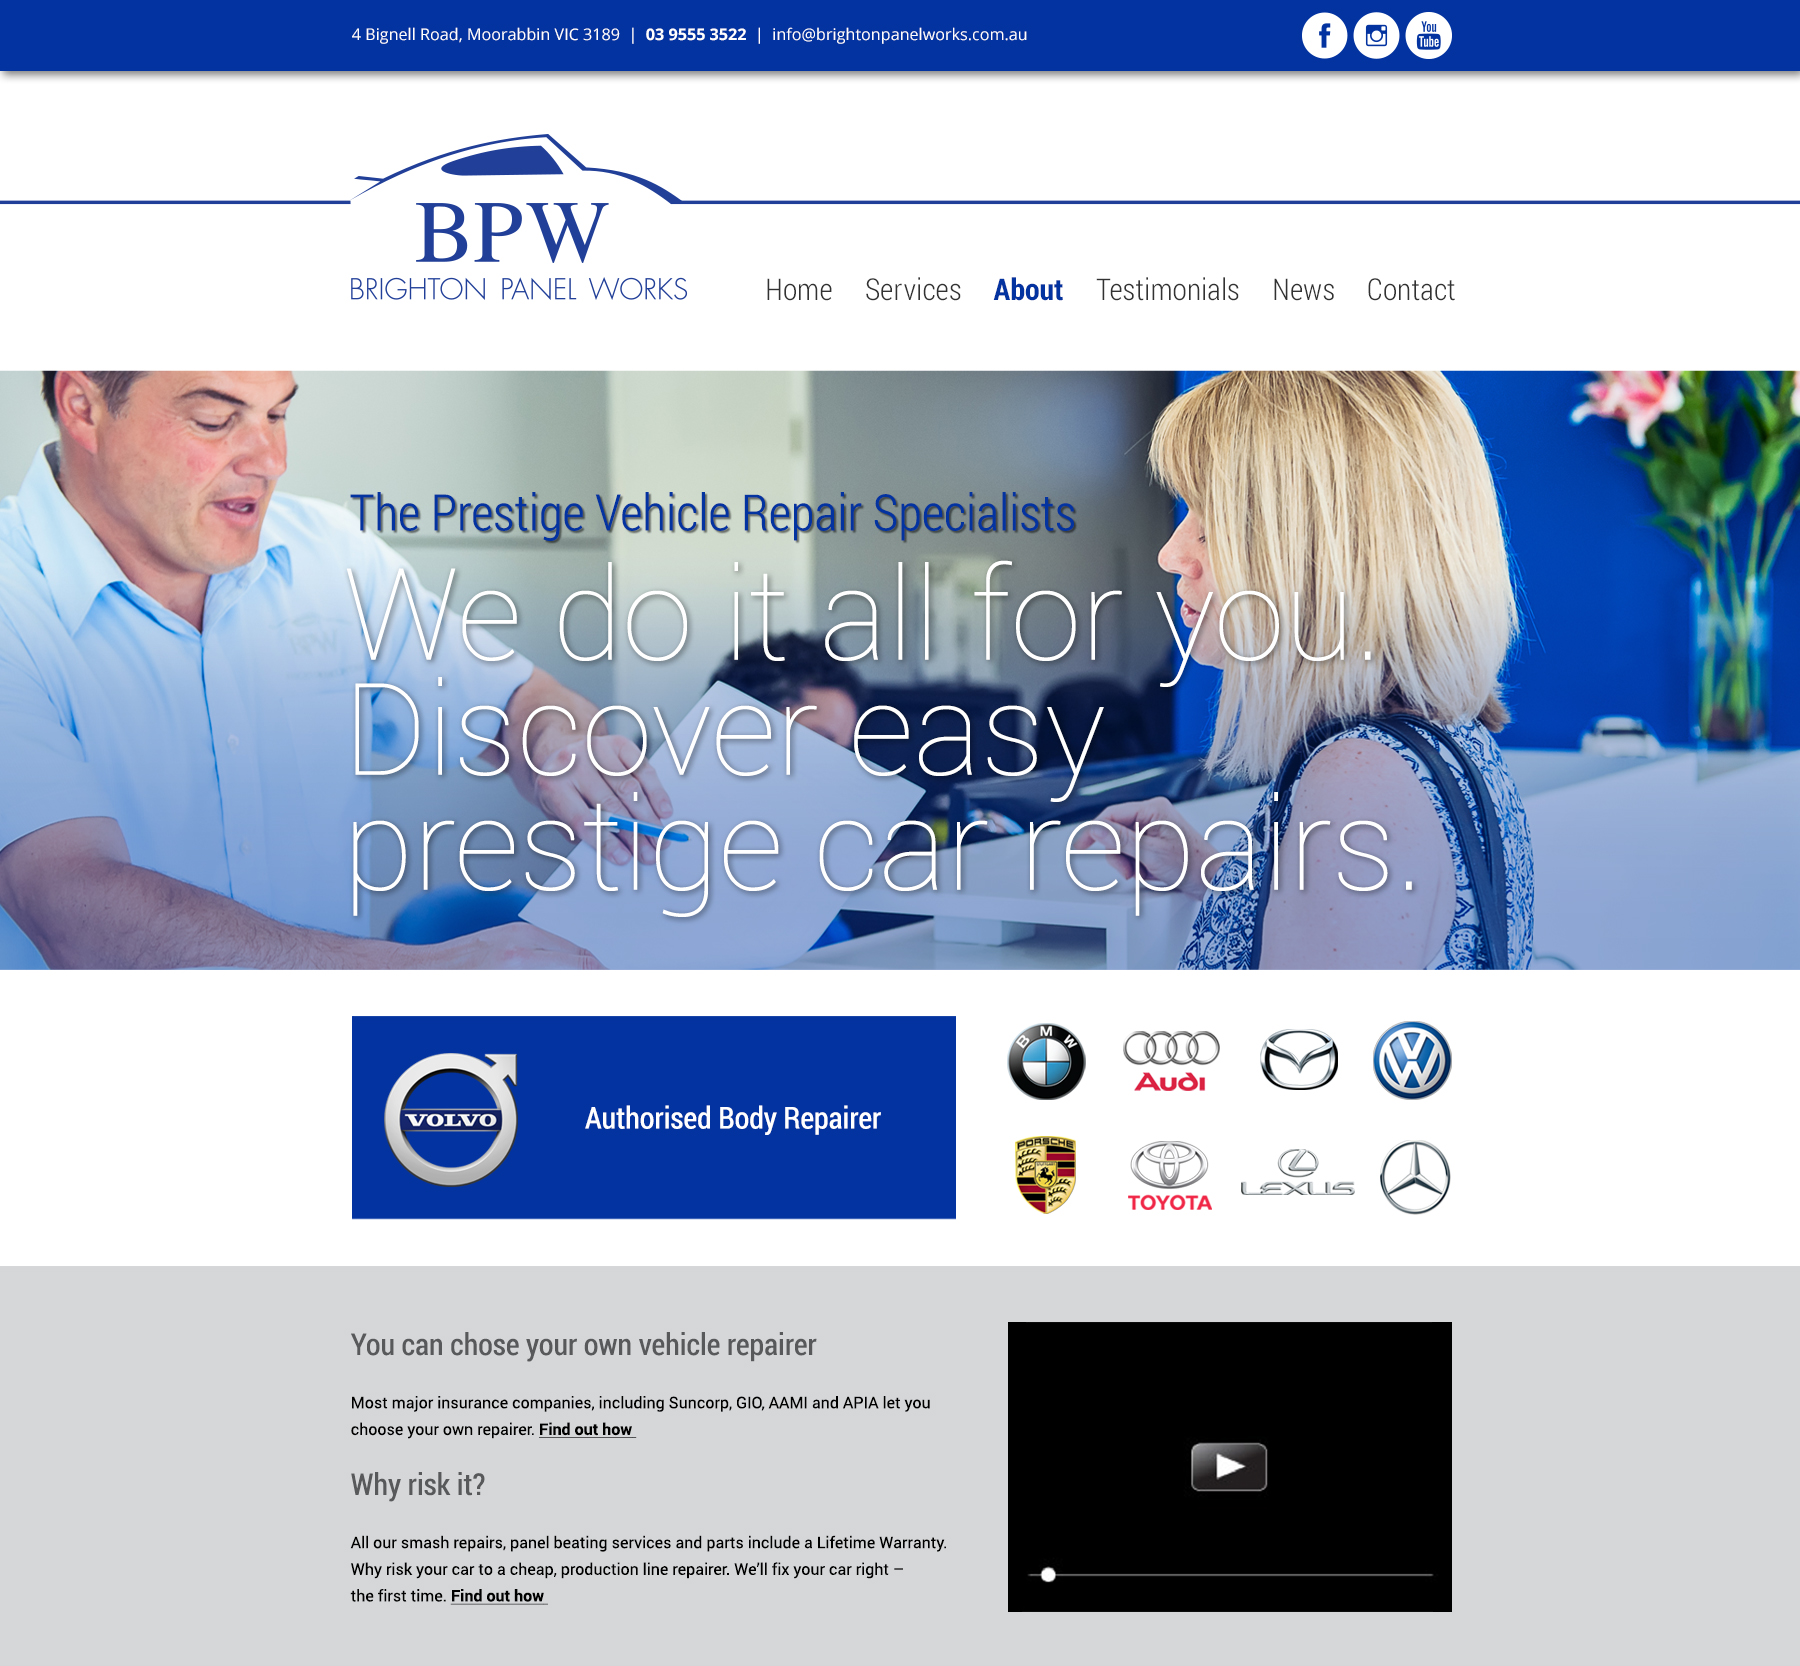 4 Bignell Road, Moorabbin VIC 3189 | 03 9555 3522 | info@brightonpanelworks.com.au
You Tube
BPW
BRIGHTON PANEL WORKS
Home Services About Testimonials News Contact
The Prestige Vehicle Repair Specialists
We do it all for you.
Discover easy
prestige car repairs.
VOLVO
Authorised Body Repairer
BMW
Audi
PORSCHE
TOYOTA
LEXUS
You can chose your own vehicle repairer
Most major insurance companies, including Suncorp, GIO, AAMI and APIA let you
choose your own repairer. Find out how
Why risk it?
All our smash repairs, panel beating services and parts include a Lifetime Warranty.
Why risk your car to a cheap, production line repairer. We’ll fix your car right –
the first time. Find out how